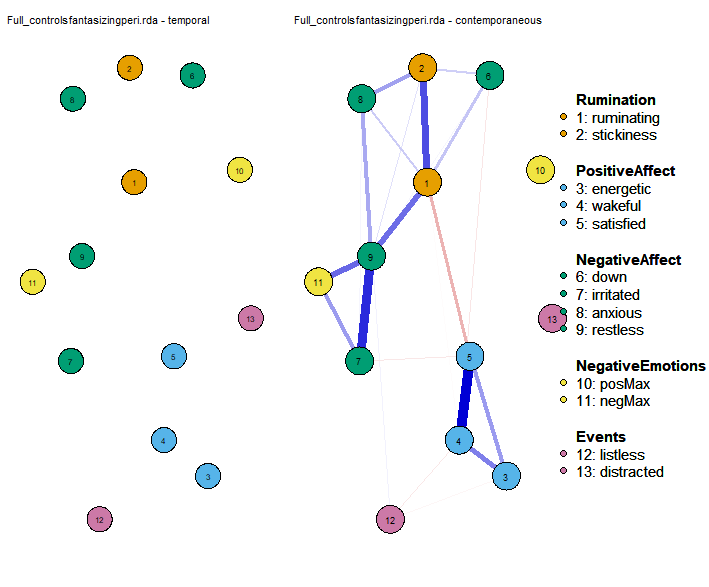 Full_controlsfantasizingperi.rda - temporal
Full_controlsfantasizingperi.rda - contemporaneous
2
6
8
10
1
9
11
13
5
7
4
3
12
2
6
8
10
1
9
11
13
5
7
4
3
12
Rumination
1: ruminating
2: stickiness
PositiveAffect
3: energetic
4: wakeful
5: satisfied
NegativeAffect
6: down
7: irritated
8: anxious
9: restless
NegativeEmotions
10: posMax
11: negMax
Events
12: listless
13: distracted